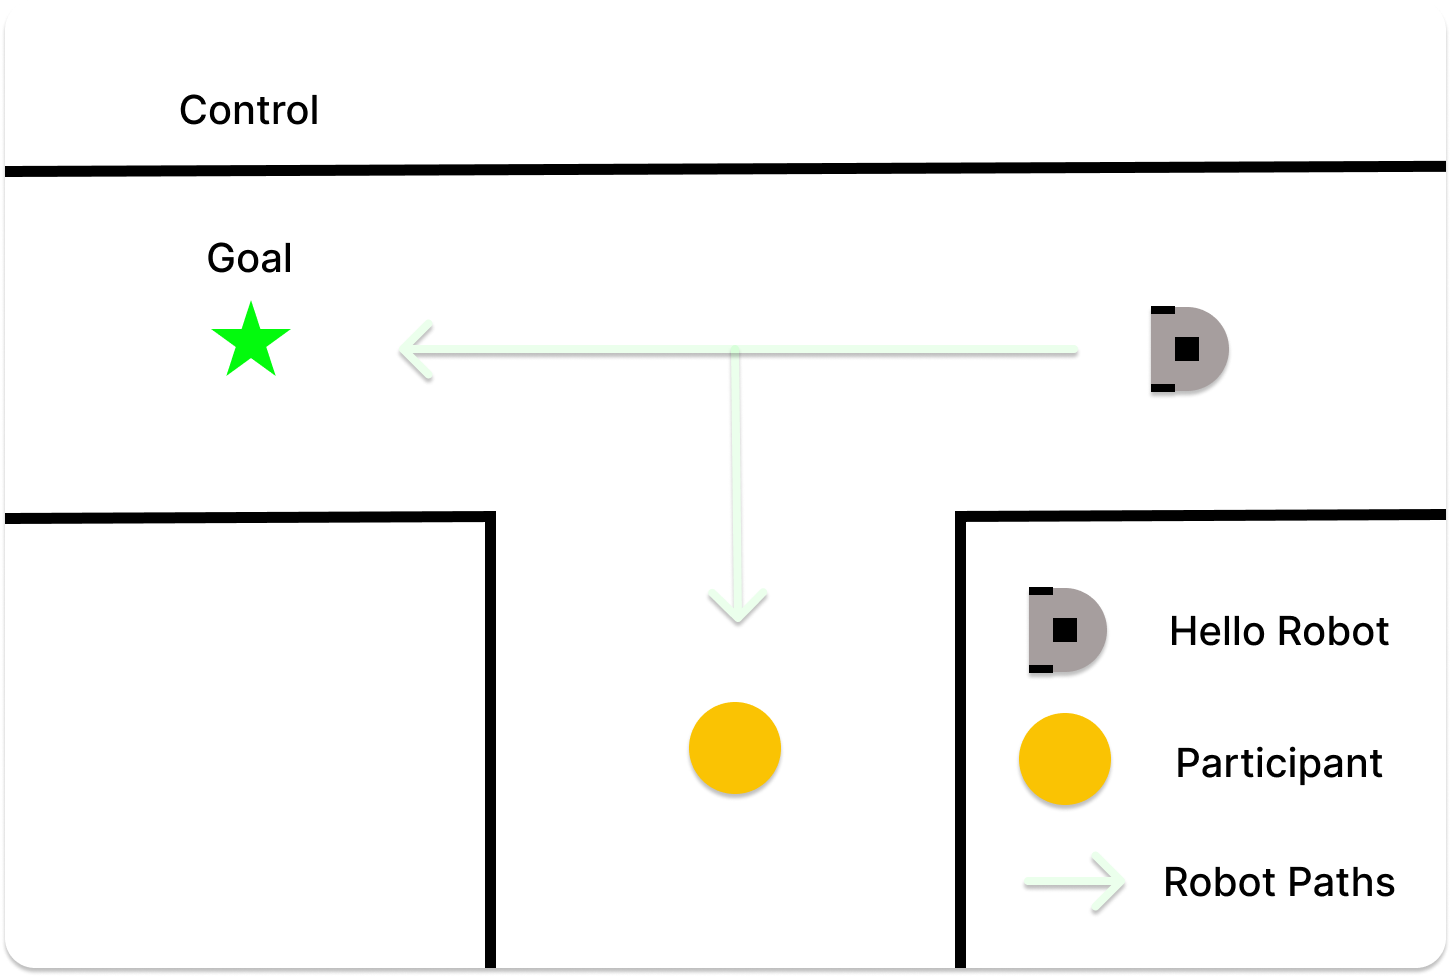 Control
Goal
Hello Robot
Participant
Robot Paths